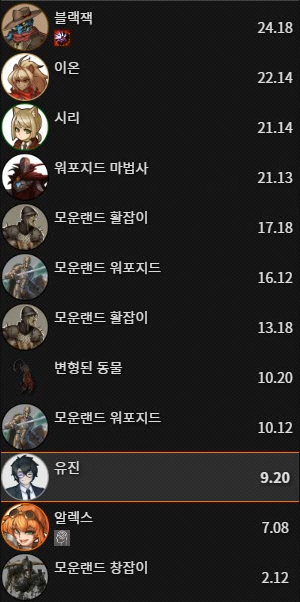 블랙잭
24.18
이온
22.14
시리
21.14
워포지드 마법사
21.13
모운랜드 활잡이
17.18
모운랜드 워포지드
16.12
모운랜드 활잡이
13.18
변형된 동물
10.20
모운랜드 워포지드
10.12
유진
9.20
알렉스
7.08
모운랜드 창잡이
2.12